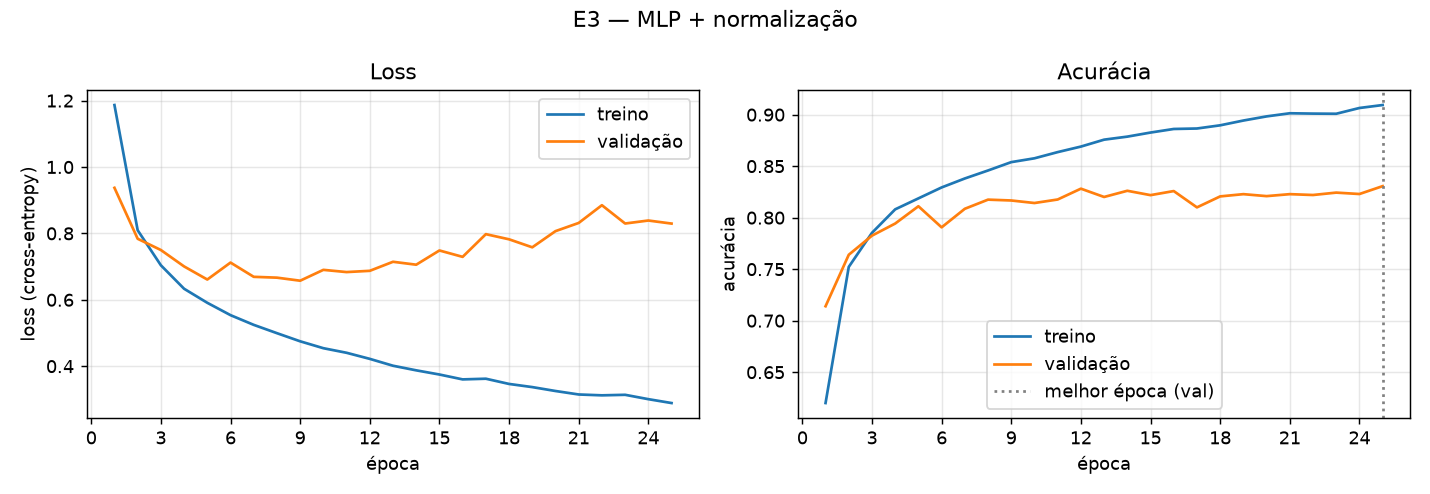 E3 — MLP + normalização
Loss
loss (cross-entropy)
1.2
1.0
0.8
0.6
0.4
treino
validação
0 3 6 9 12 15 18 21 24
época
Acurácia
acurácia
0.90
0.85
0.80
0.75
0.70
0.65
treino
validação
melhor época (val)
0 3 6 9 12 15 18 21 24
época